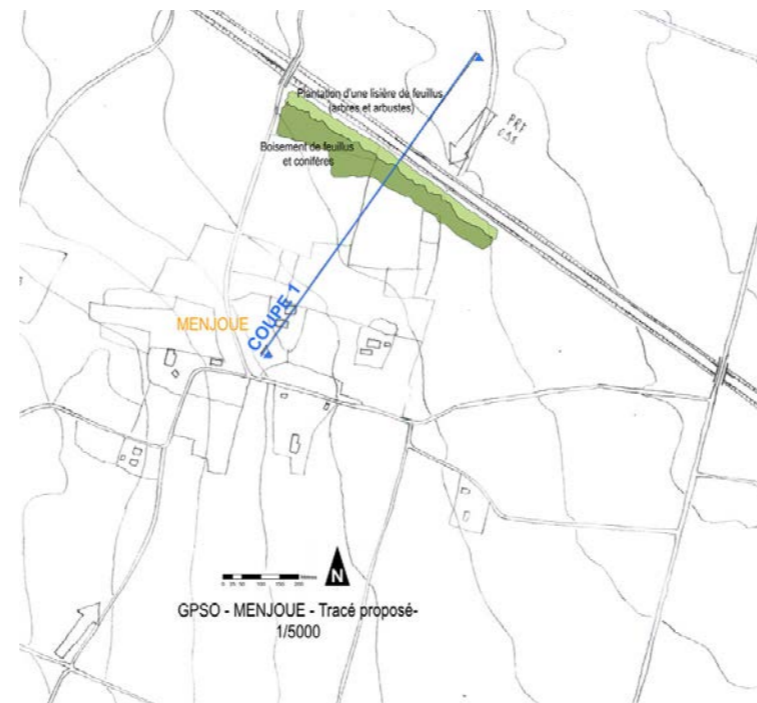 Plantation d'une lisière de feuillus
(arbres et arbustes)
Boisement de feuillus
et conifères
MENJOUE
COUPE 1
N
GPSO - MENJOUE - Tracé proposé-
1/5000